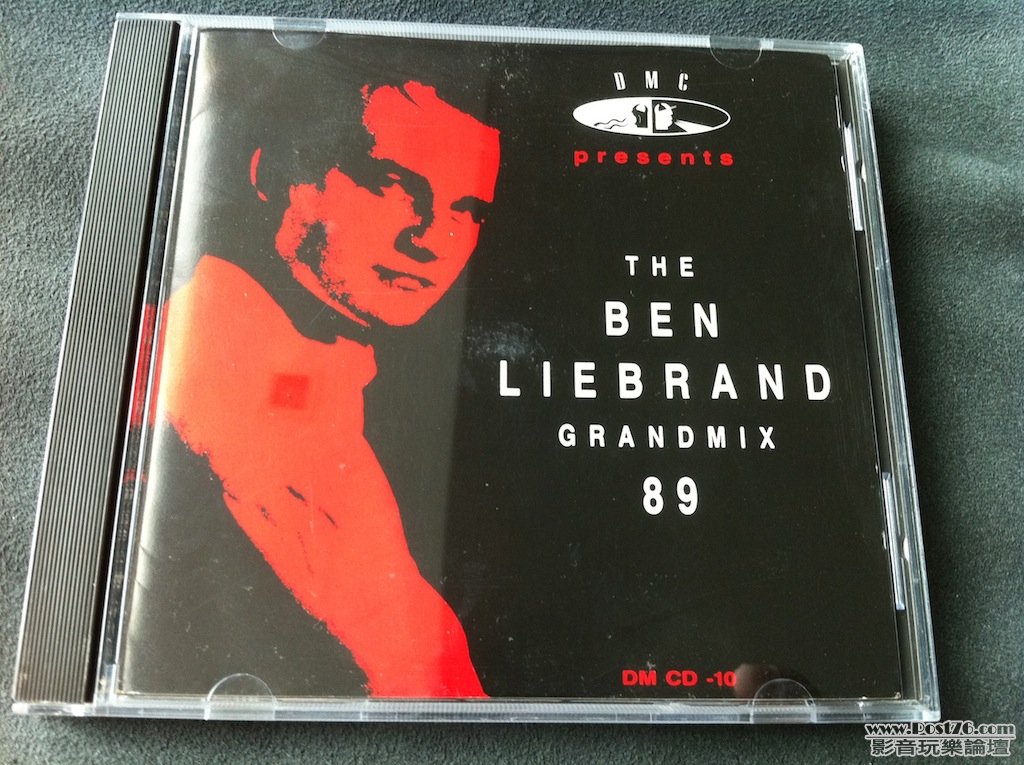 DMC
presents
THE
BEN
LIEBRAND
GRANDMIX
89
DM CD -10
www.Post76.com
影音玩樂論壇